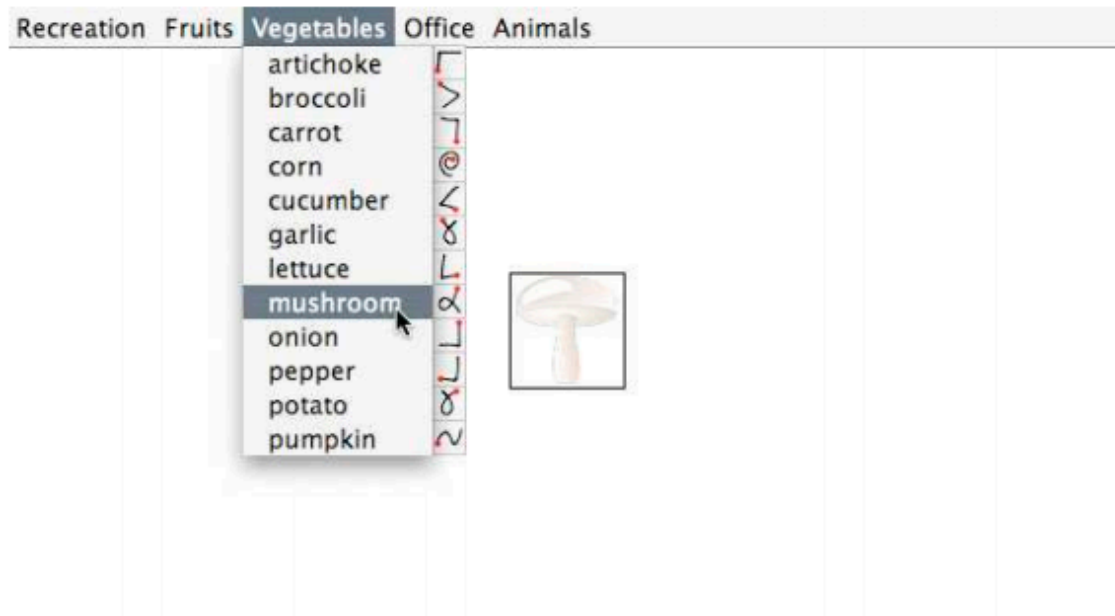 Recreation Fruits Vegetables Office Animals
artichoke
broccoli
carrot
corn
cucumber
garlic
lettuce
mushroom
onion
pepper
potato
pumpkin